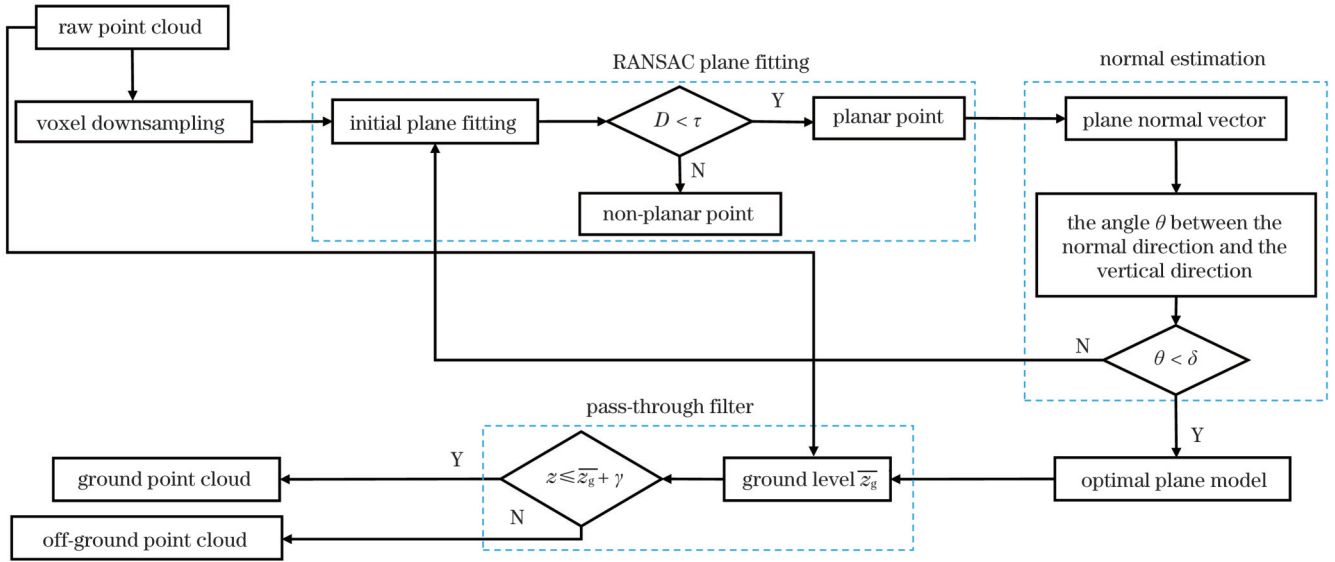 raw point cloud
RANSAC plane fitting
normal estimation
voxel downsampling
initial plane fitting
D < τ
Y
planar point
plane normal vector
N
non-planar point
the angle θ between the
normal direction and the
vertical direction
N
θ < δ
pass-through filter
Y
ground point cloud
Y
z ≤ z̅g + γ
ground level z̅g
optimal plane model
N
off-ground point cloud